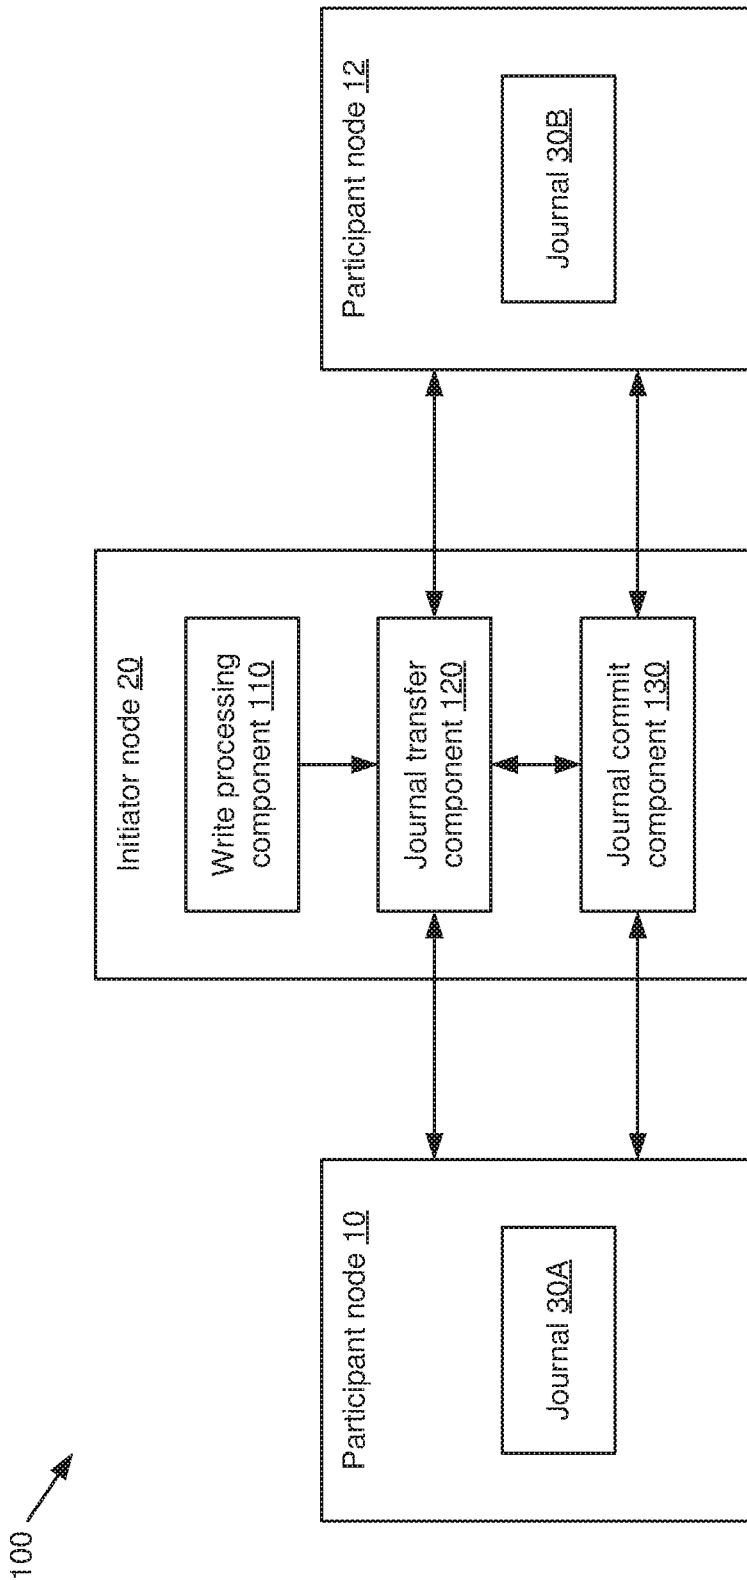 100
Participant node 10
Journal 30A
Initiator node 20
Write processing
component 110
Journal transfer
component 120
Journal commit
component 130
Participant node 12
Journal 30B